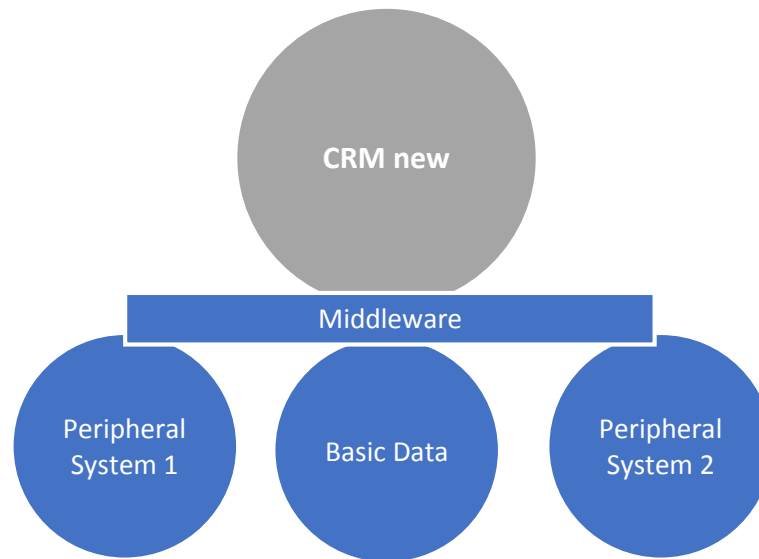 CRM new
Middleware
Peripheral
System 1
Basic Data
Peripheral
System 2